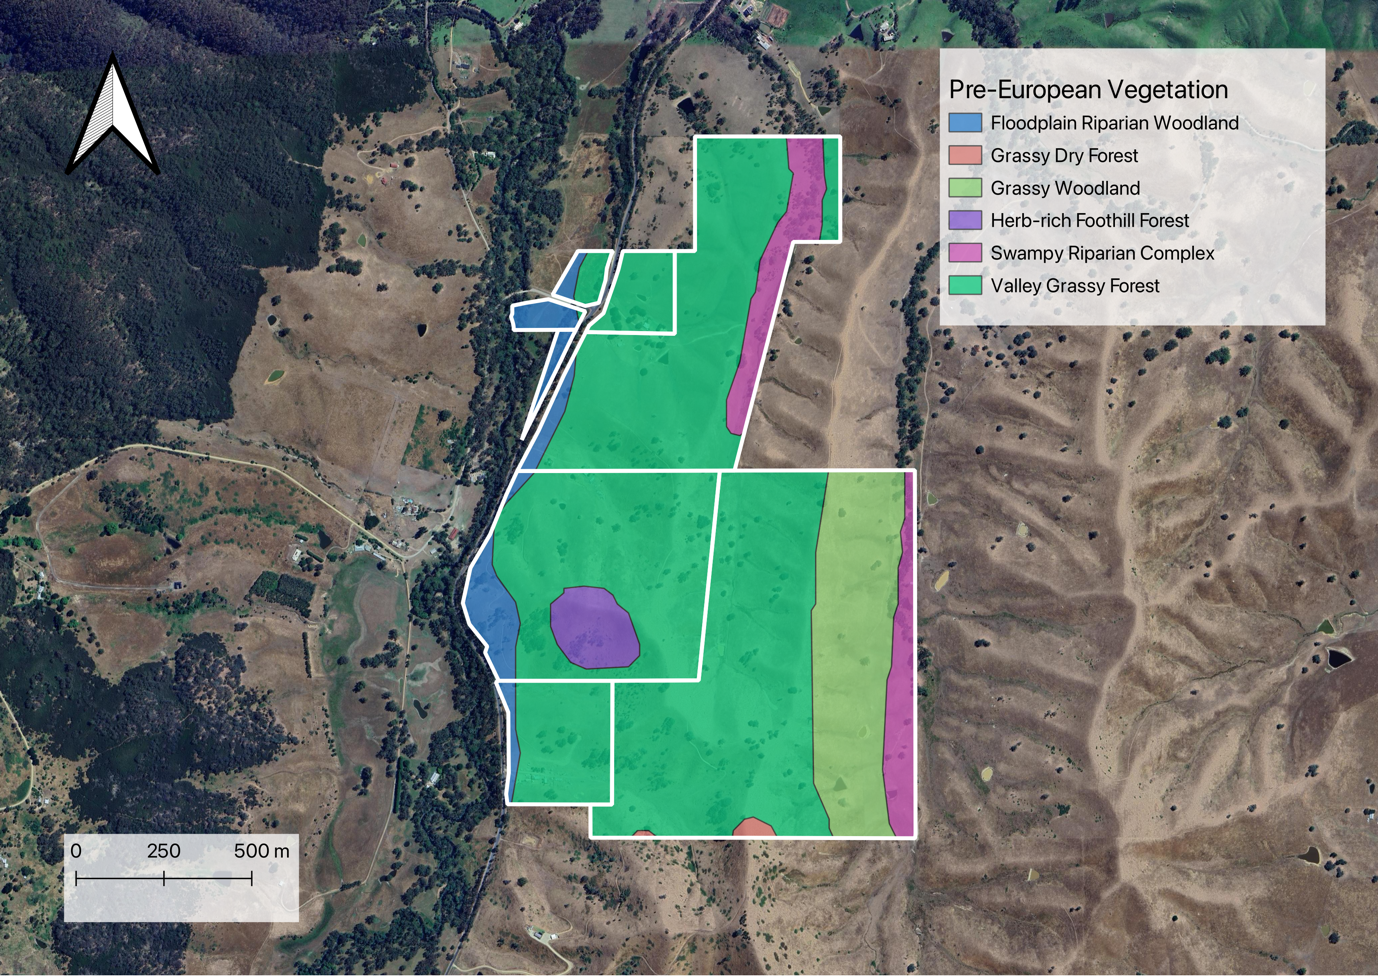 Pre-European Vegetation
Floodplain Riparian Woodland
Grassy Dry Forest
Grassy Woodland
Herb-rich Foothill Forest
Swampy Riparian Complex
Valley Grassy Forest
0 250 500 m